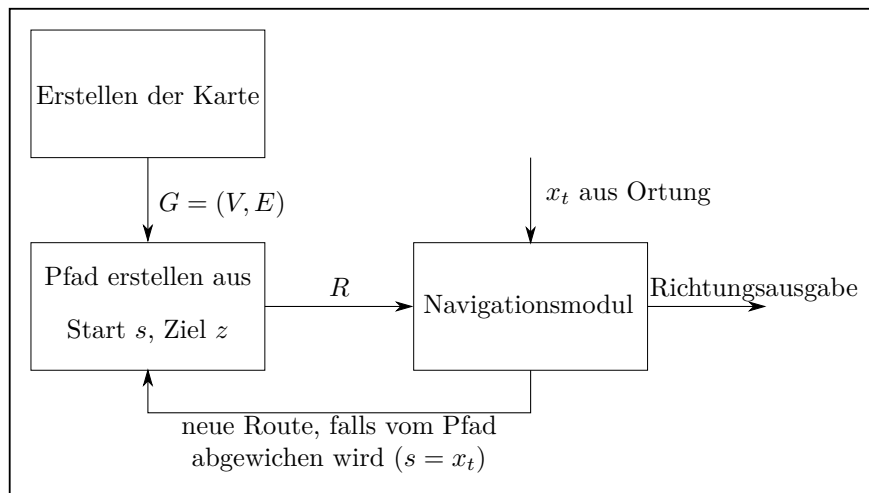 Erstellen der Karte
G = (V, E)
x_t aus Ortung
Pfad erstellen aus
Start s, Ziel z
R
Navigationsmodul
Richtungsausgabe
neue Route, falls vom Pfad
abgewichen wird (s = x_t)